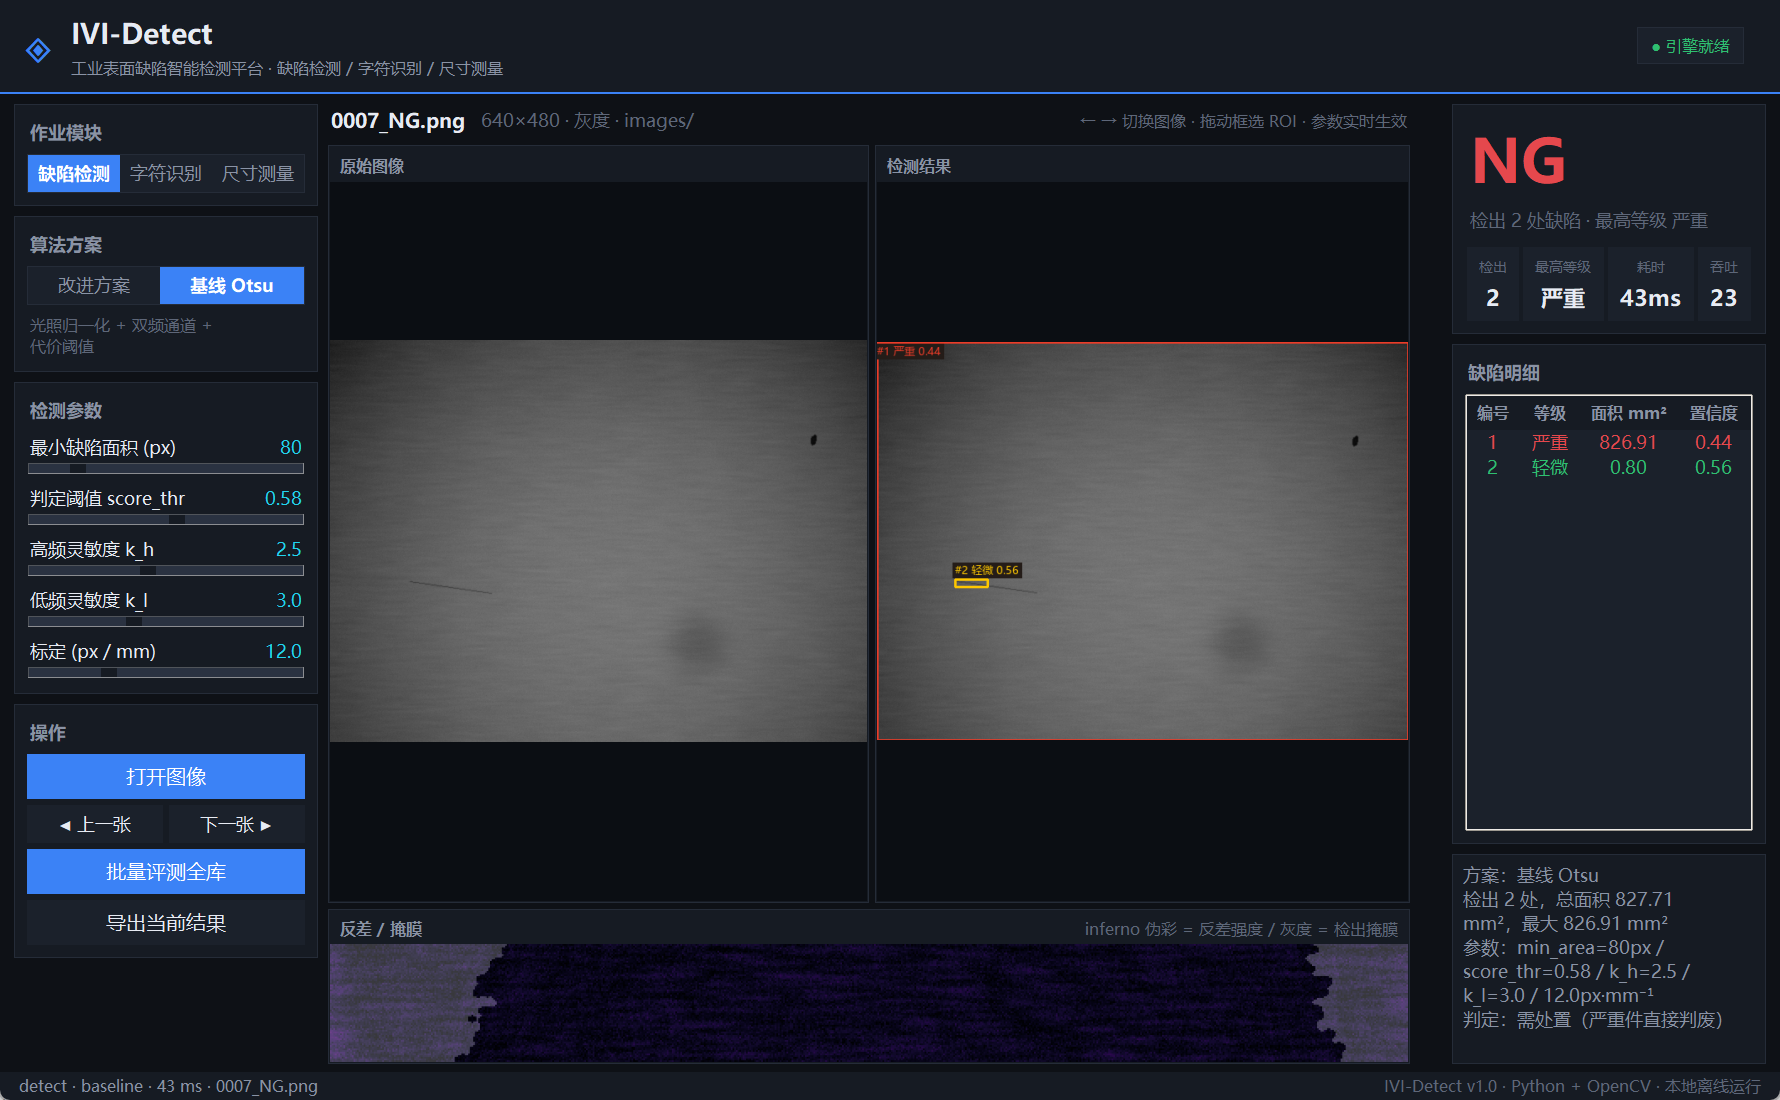 IVI-Detect
工业表面缺陷智能检测平台 · 缺陷检测 / 字符识别 / 尺寸测量
● 引擎就绪
作业模块
缺陷检测 字符识别 尺寸测量
算法方案
改进方案 基线 Otsu
光照归一化 + 双频通道 +
代价阈值
检测参数
最小缺陷面积 (px) 80
判定阈值 score_thr 0.58
高频灵敏度 k_h 2.5
低频灵敏度 k_l 3.0
标定 (px / mm) 12.0
操作
打开图像
◄ 上一张 下一张 ►
批量评测全库
导出当前结果
0007_NG.png 640×480 · 灰度 · images/
←→ 切换图像 · 拖动框选 ROI · 参数实时生效
原始图像
检测结果
#1 严重 0.44
#2 轻微 0.56
反差 / 掩膜
inferno 伪彩 = 反差强度 / 灰度 = 检出掩膜
NG
检出 2 处缺陷 · 最高等级 严重
检出 最高等级 耗时 吞吐
2 严重 43ms 23
缺陷明细
编号 等级 面积 mm² 置信度
1 严重 826.91 0.44
2 轻微 0.80 0.56
方案：基线 Otsu
检出 2 处，总面积 827.71
mm²，最大 826.91 mm²
参数：min_area=80px /
score_thr=0.58 / k_h=2.5 /
k_l=3.0 / 12.0px·mm⁻¹
判定：需处置（严重件直接判废）
detect · baseline · 43 ms · 0007_NG.png
IVI-Detect v1.0 · Python + OpenCV · 本地离线运行